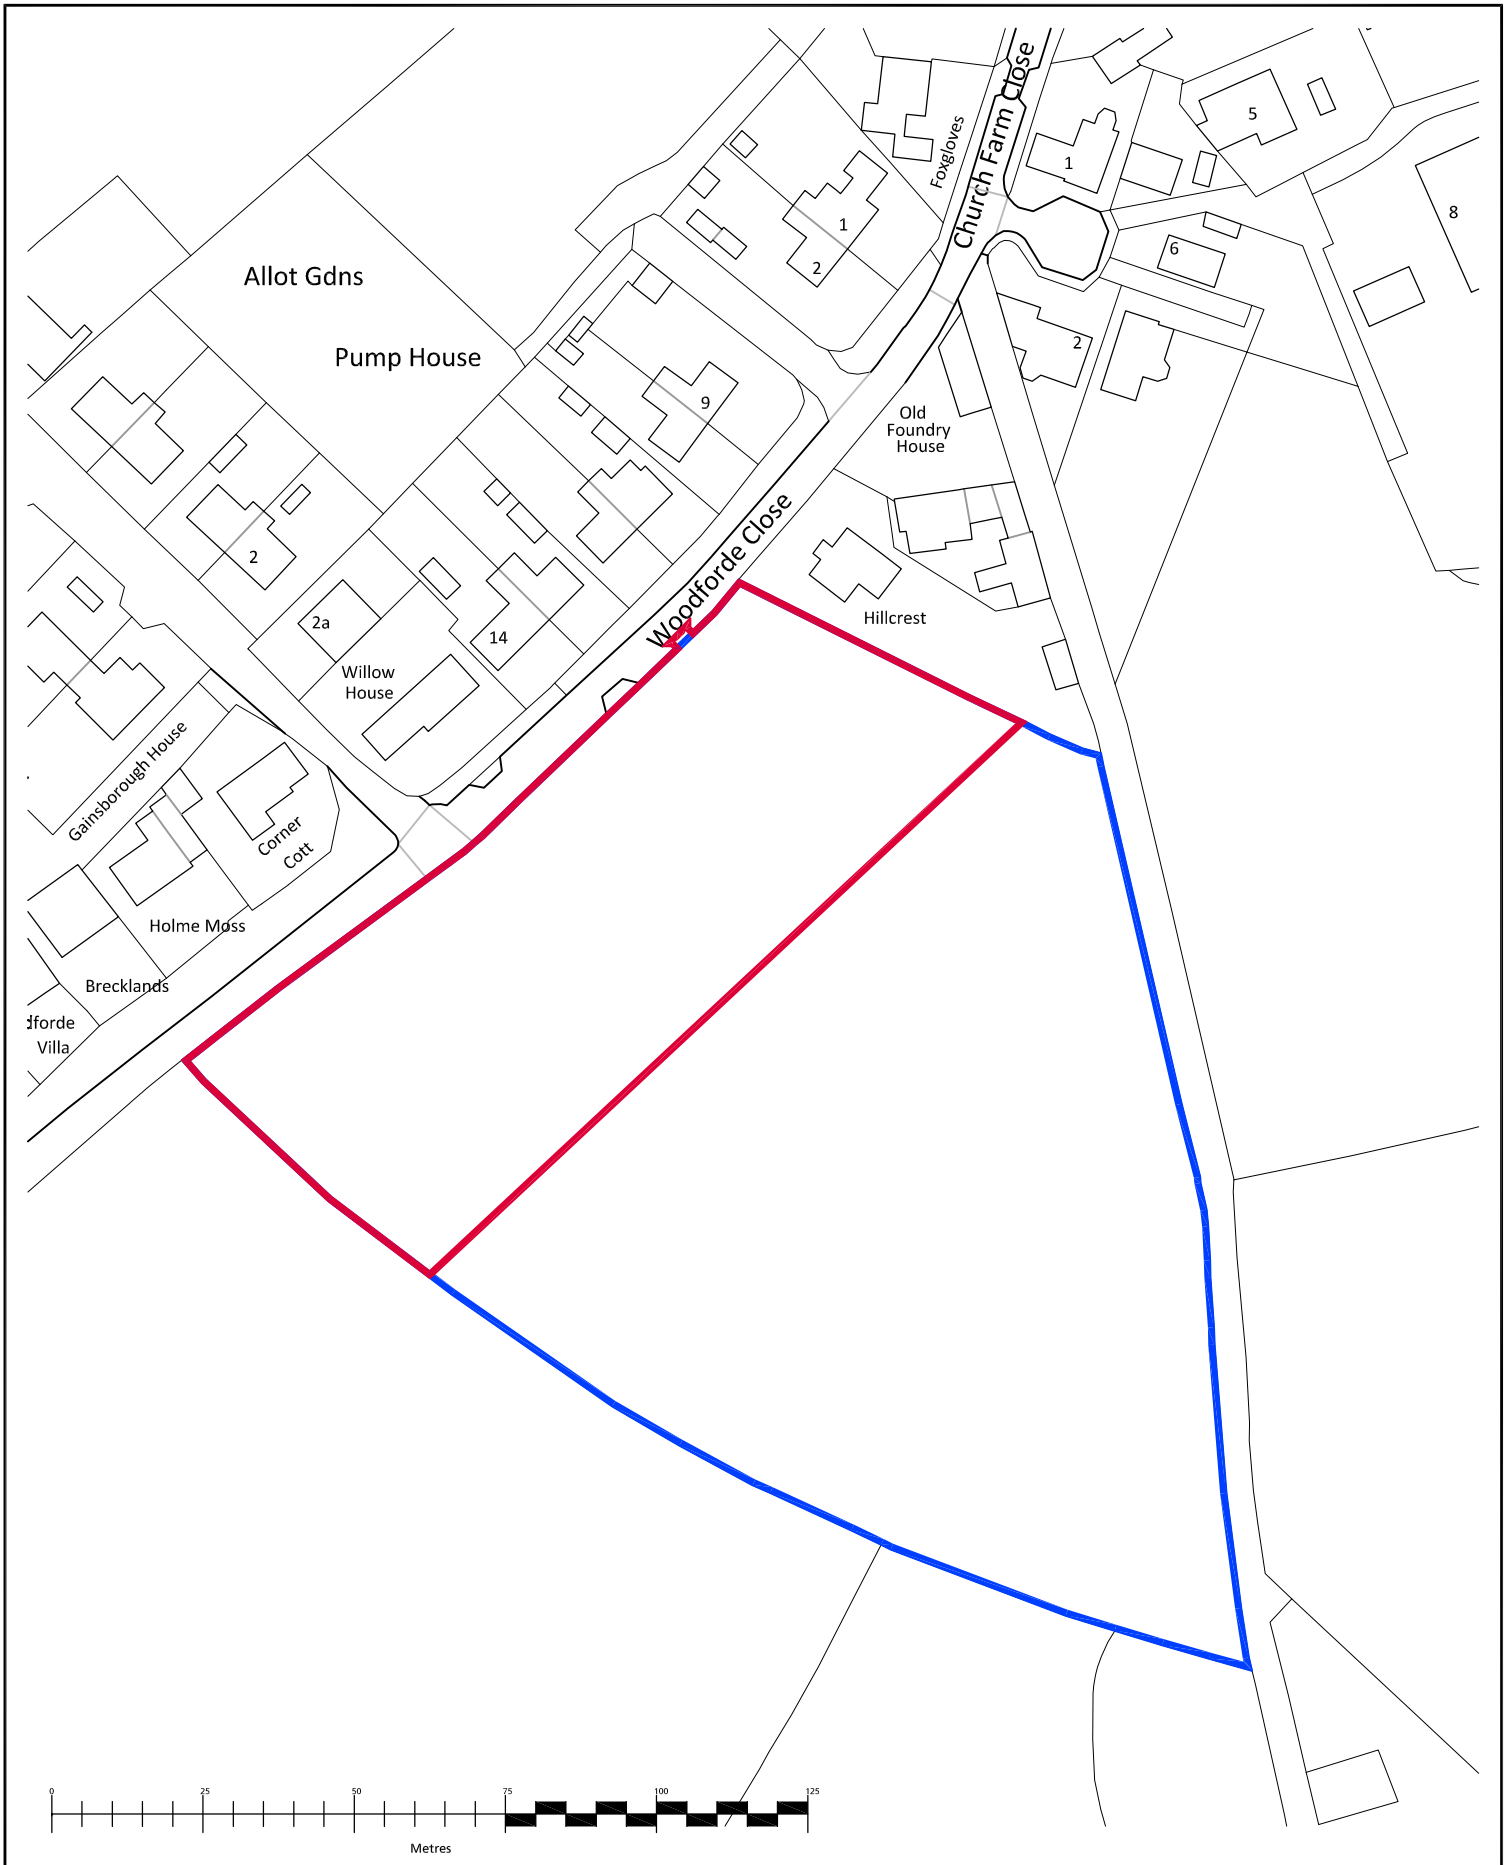 Church Farm Close
Foxgloves
5
1
8
1
6
2
Allot Gdns
Pump House
2
9
Old
Foundry
House
Woodforde Close
2
2a
14
Hillcrest
Willow
House
Gainsborough House
Corner
Cott
Holme Moss
Brecklands
dforde
Villa
0 25 50 75 100 125
Metres